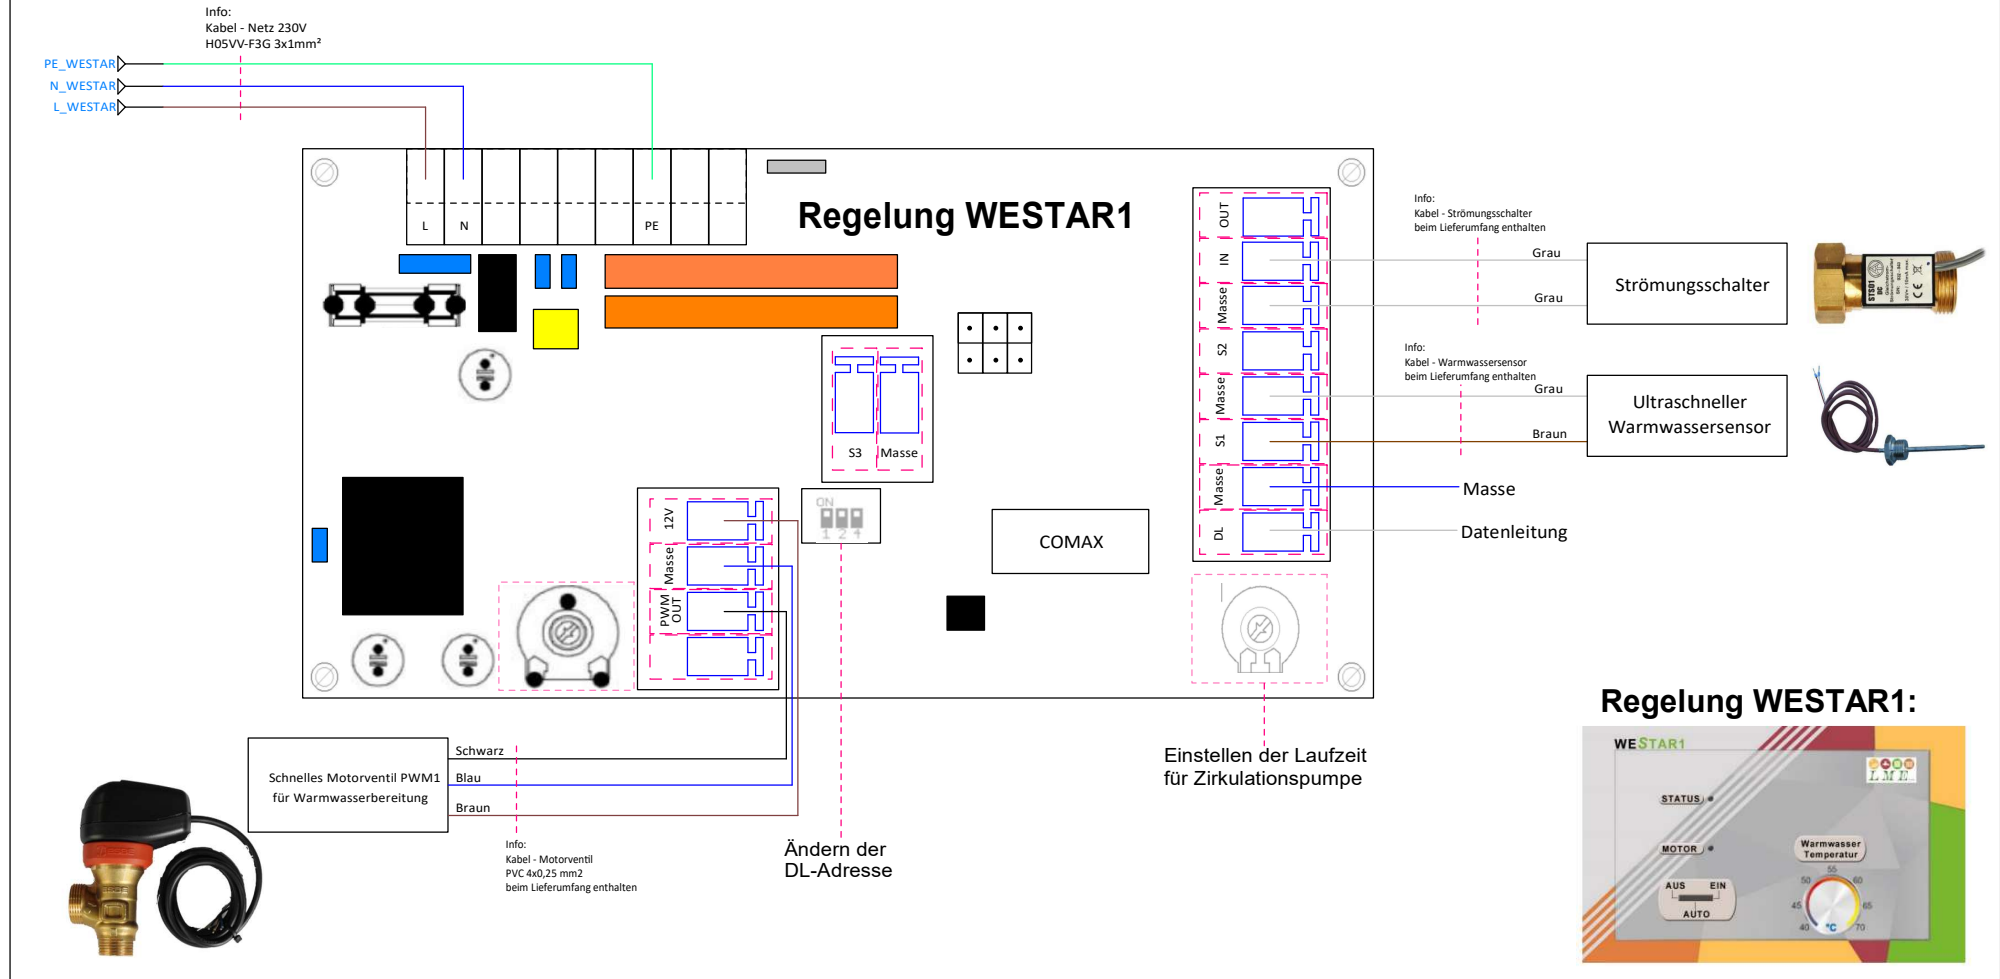 Info:
Kabel - Netz 230V
H05VV-F3G 3x1mm²
PE_WESTAR
N_WESTAR
L_WESTAR
L
N
PE
Regelung WESTAR1
OUT
IN
Masse
S2
Masse
S1
Masse
DL
Info:
Kabel - Strömungsschalter
beim Lieferumfang enthalten
Grau
Grau
Strömungsschalter
STS01
DC
Info:
Kabel - Warmwassersensor
beim Lieferumfang enthalten
Grau
Braun
Ultraschneller
Warmwassersensor
Masse
Datenleitung
S3
Masse
ON
1 2 4
COMAX
12V
Masse
PWM
OUT
Schnelles Motorventil PWM1
für Warmwasserbereitung
Schwarz
Blau
Braun
Info:
Kabel - Motorventil
PVC 4x0,25 mm2
beim Lieferumfang enthalten
Ändern der
DL-Adresse
Einstellen der Laufzeit
für Zirkulationspumpe
Regelung WESTAR1:
WESTAR1
LME
STATUS
MOTOR
AUS EIN
AUTO
Warmwasser
Temperatur
40 45 50 55 60 65 70
°C